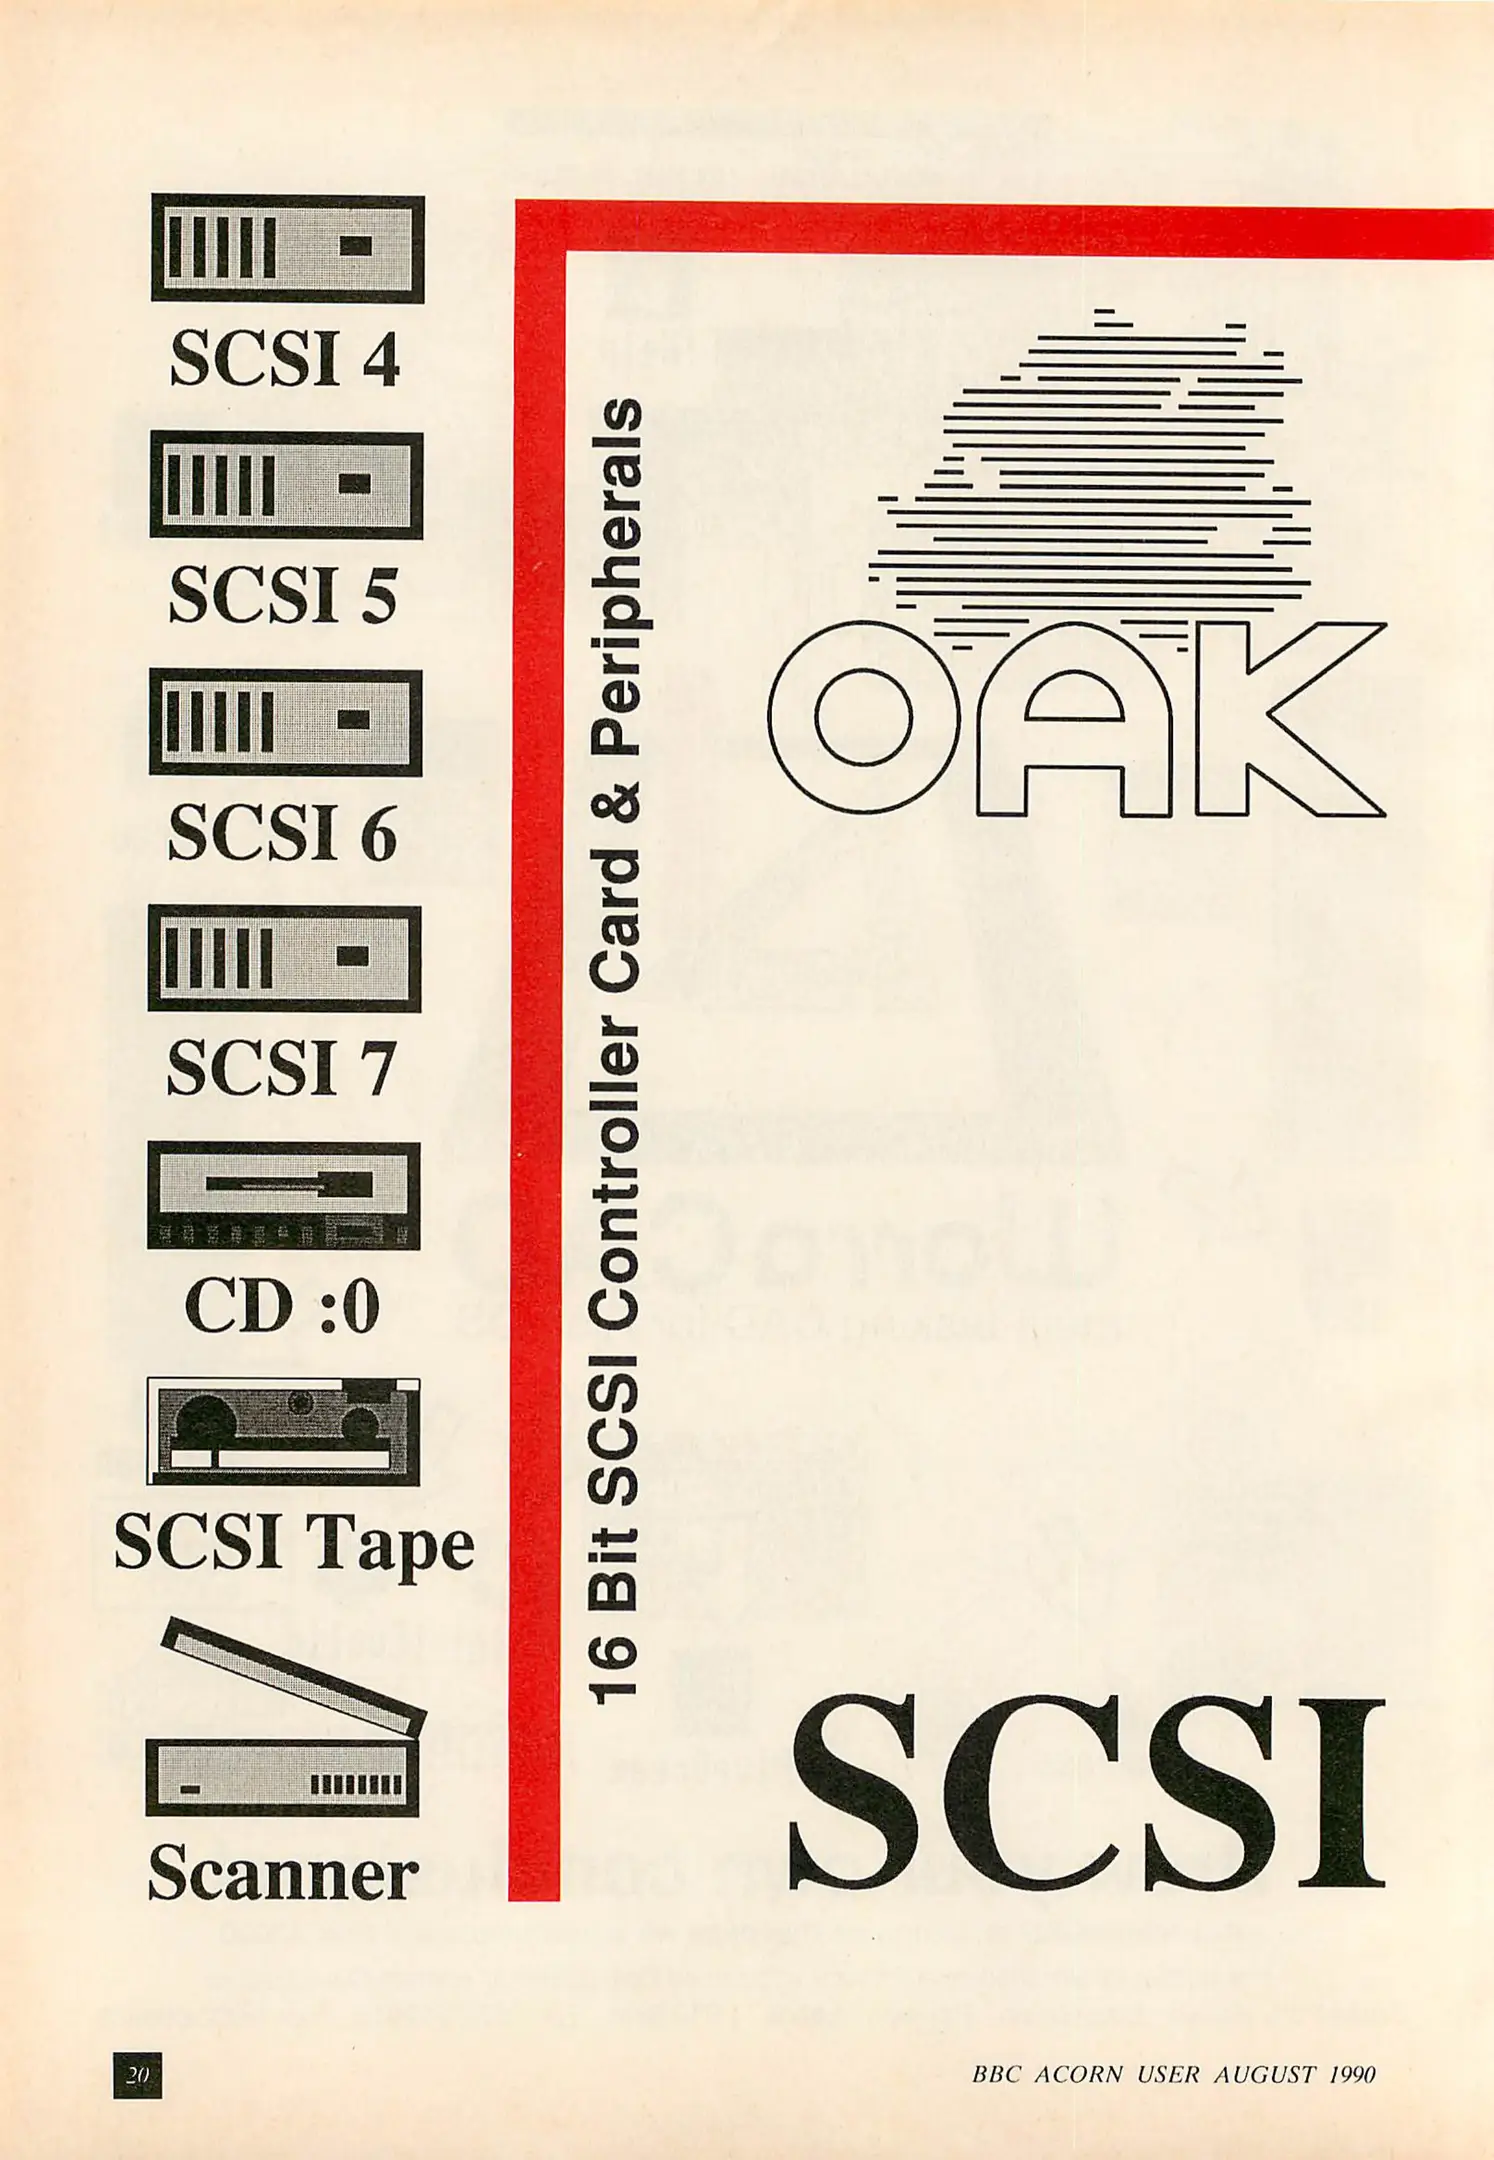 SCSI 4
SCSI 5
SCSI 6
SCSI 7
CD :0
SCSI Tape
Scanner
16 Bit SCSI Controller Card & Peripherals
OAK
SCSI
20
BBC ACORN USER AUGUST 1990